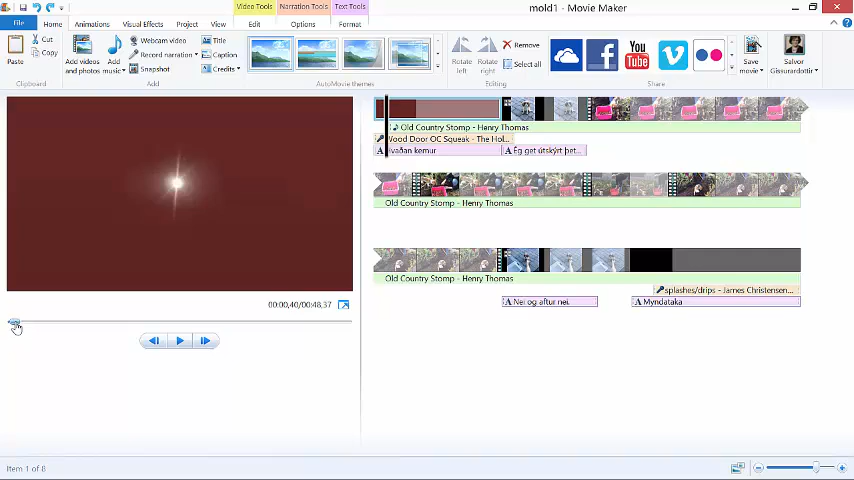 Video Tools Narration Tools Text Tools
mold1 - Movie Maker
File Home Animations Visual Effects Project View Edit Options Format
Paste
Cut
Copy
Clipboard
Add videos
and photos
Add
music
Webcam video
Record narration
Snapshot
Title
Caption
Credits
Add
AutoMovie themes
Rotate
left
Rotate
right
Remove
Select all
Editing
You
Tube
Share
Save
movie
Salvor
Gissurardottir
Old Country Stomp - Henry Thomas
Wood Door OC Squeak - The Hol...
Hvaðan kemur
Ég get útskýrt þet...
Old Country Stomp - Henry Thomas
00:00,40/00:48,37
Old Country Stomp - Henry Thomas
splashes/drips - James Christensen...
Nei og aftur nei.
Myndataka
Item 1 of 8